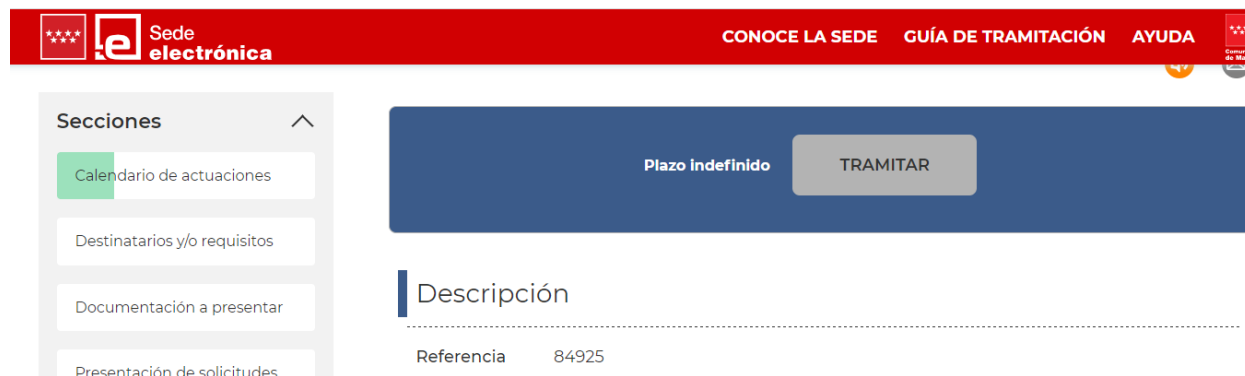 Sede
electrónica
CONOCE LA SEDE GUÍA DE TRAMITACIÓN AYUDA
Secciones
Calendario de actuaciones
Destinatarios y/o requisitos
Documentación a presentar
Presentación de solicitudes
Plazo indefinido TRAMITAR
Descripción
Referencia 84925